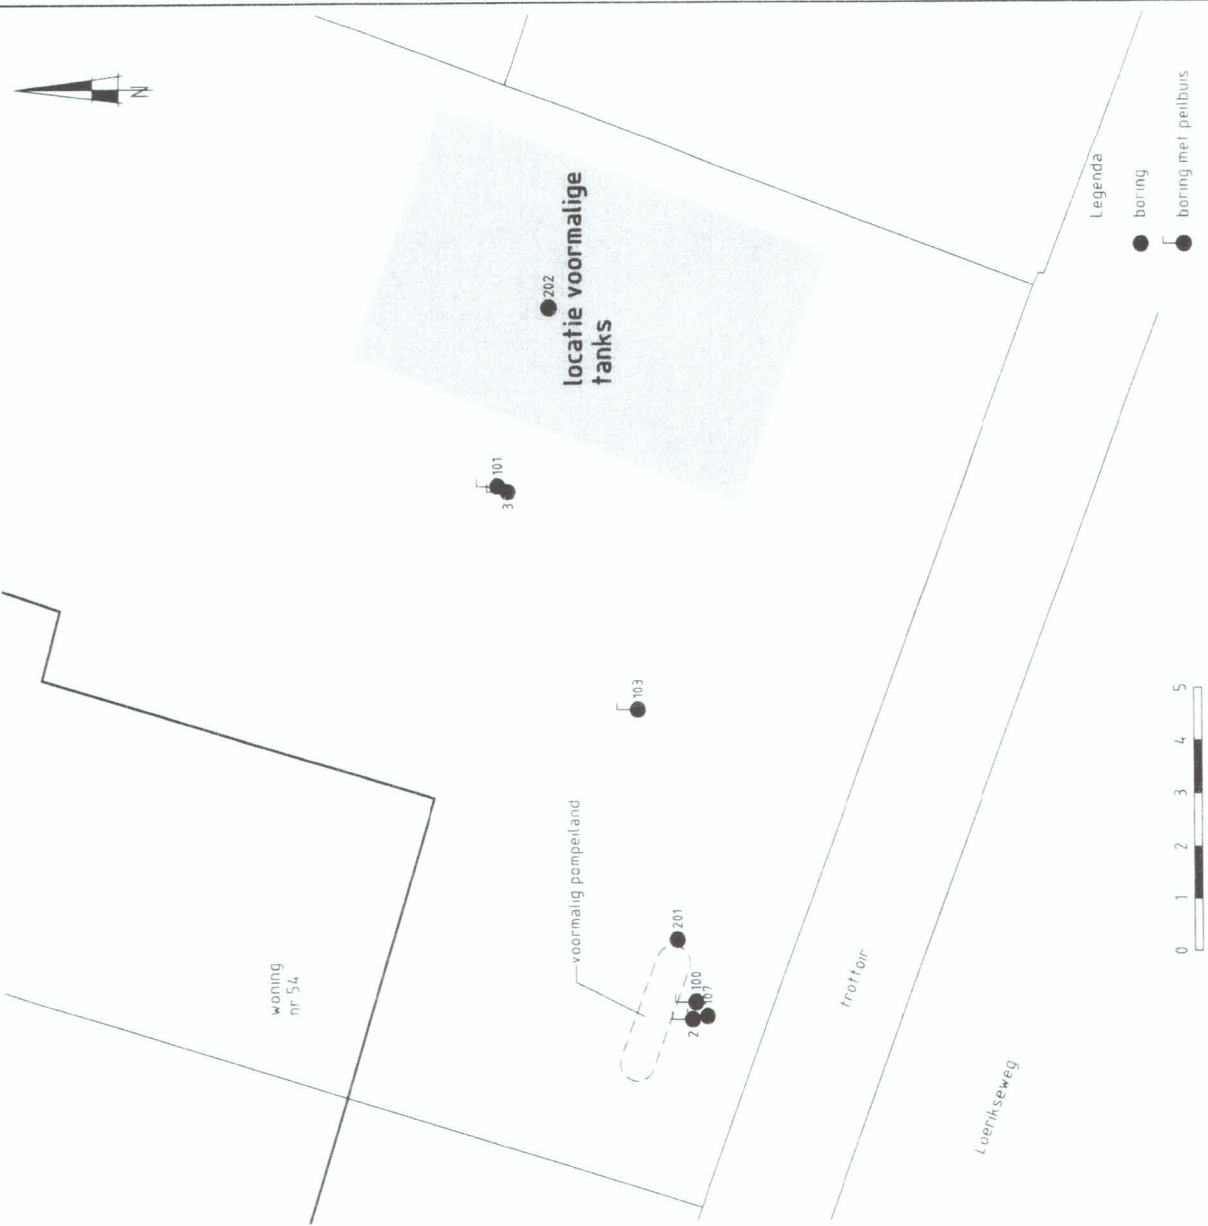 N
locatie voormalige
tanks
202
101
3
103
woning
nr 54
voormalig pompeiland
201
100
107
2
trottoir
Loerikseweg
Legenda
boring
boring met peilbuis
0 1 2 3 4 5